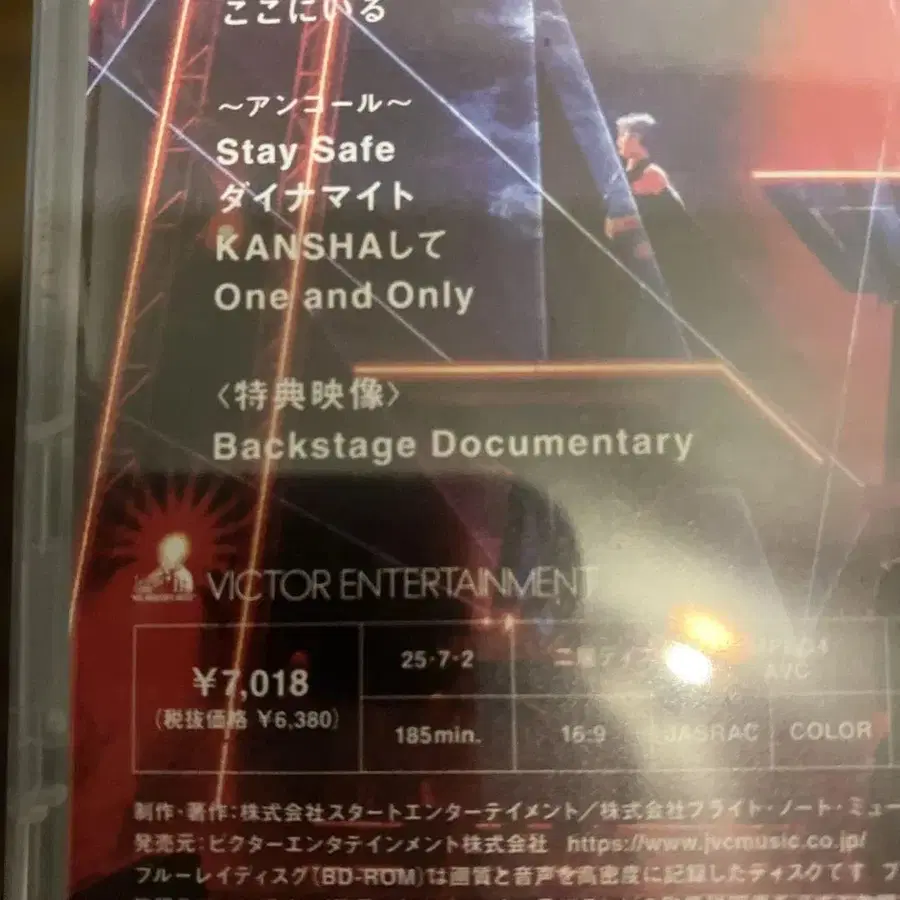 ここにいる
～アンコール～
Stay Safe
ダイナマイト
KANSHAして
One and Only
〈特典映像〉
Backstage Documentary
VICTOR ENTERTAINMENT
¥7,018
(税抜価格 ¥6,380)
25・7・2
185min.
16:9
JASRAC
COLOR
制作・著作：株式会社スタートエンターテイメント／株式会社ブライト・ノート・ミュー
発売元：ビクターエンタテインメント株式会社 https://www.jvcmusic.co.jp/
ブルーレイディスク(BD-ROM)は画質と音声を高密度に記録したディスクです